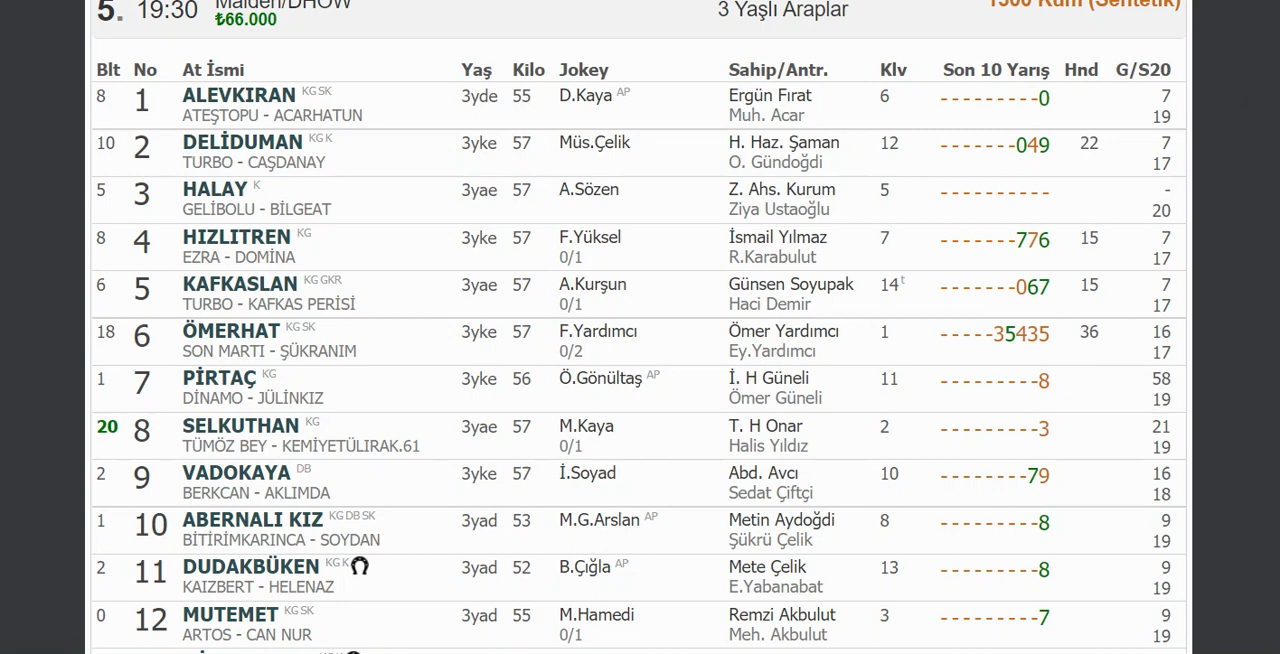 5. 19:30 Maiden/DHÖW 3 Yaşlı Araplar 1500 Kum (Sentetik)
₺66.000
Blt No At İsmi Yaş Kilo Jokey Sahip/Antr. Klv Son 10 Yarış Hnd G/S20
8 1 ALEVKIRAN KG SK 3yde 55 D.Kaya AP Ergün Fırat 6 ---------0 7
ATEŞTOPU - ACARHATUN Muh. Acar 19
10 2 DELİDUMAN KG K 3yke 57 Müs.Çelik H. Haz. Şaman 12 -------049 22 7
TURBO - CAŞDANAY O. Gündoğdi 17
5 3 HALAY K 3yae 57 A.Sözen Z. Ahs. Kurum 5 ---------- -
GELİBOLU - BİLGEAT Ziya Ustaoğlu 20
8 4 HIZLITREN KG 3yke 57 F.Yüksel İsmail Yılmaz 7 -------776 15 7
EZRA - DOMİNA 0/1 R.Karabulut 17
6 5 KAFKASLAN KG GKR 3yae 57 A.Kurşun Günsen Soyupak 14t -------067 15 7
TURBO - KAFKAS PERİSİ 0/1 Haci Demir 17
18 6 ÖMERHAT KG SK 3yke 57 F.Yardımcı Ömer Yardımcı 1 -----35435 36 16
SON MARTI - ŞÜKRANIM 0/2 Ey.Yardımcı 17
1 7 PİRTAÇ KG 3yke 56 Ö.Gönültaş AP İ. H Güneli 11 ---------8 58
DİNAMO - JÜLİNKIZ Ömer Güneli 19
20 8 SELKUTHAN KG 3yae 57 M.Kaya T. H Onar 2 ---------3 21
TÜMÖZ BEY - KEMİYETÜLIRAK.61 0/1 Halis Yıldız 19
2 9 VADOKAYA DB 3yke 57 İ.Soyad Abd. Avcı 10 --------79 16
BERKCAN - AKLIMDA Sedat Çiftçi 18
1 10 ABERNALI KIZ KG DB SK 3yad 53 M.G.Arslan AP Metin Aydoğdi 8 ---------8 9
BİTİRİMKARINCA - SOYDAN Şükrü Çelik 19
2 11 DUDAKBÜKEN KG K 3yad 52 B.Çığla AP Mete Çelik 13 ---------8 9
KAIZBERT - HELENAZ E.Yabanabat 19
0 12 MUTEMET KG SK 3yad 55 M.Hamedi Remzi Akbulut 3 ---------7 9
ARTOS - CAN NUR 0/1 Meh. Akbulut 19